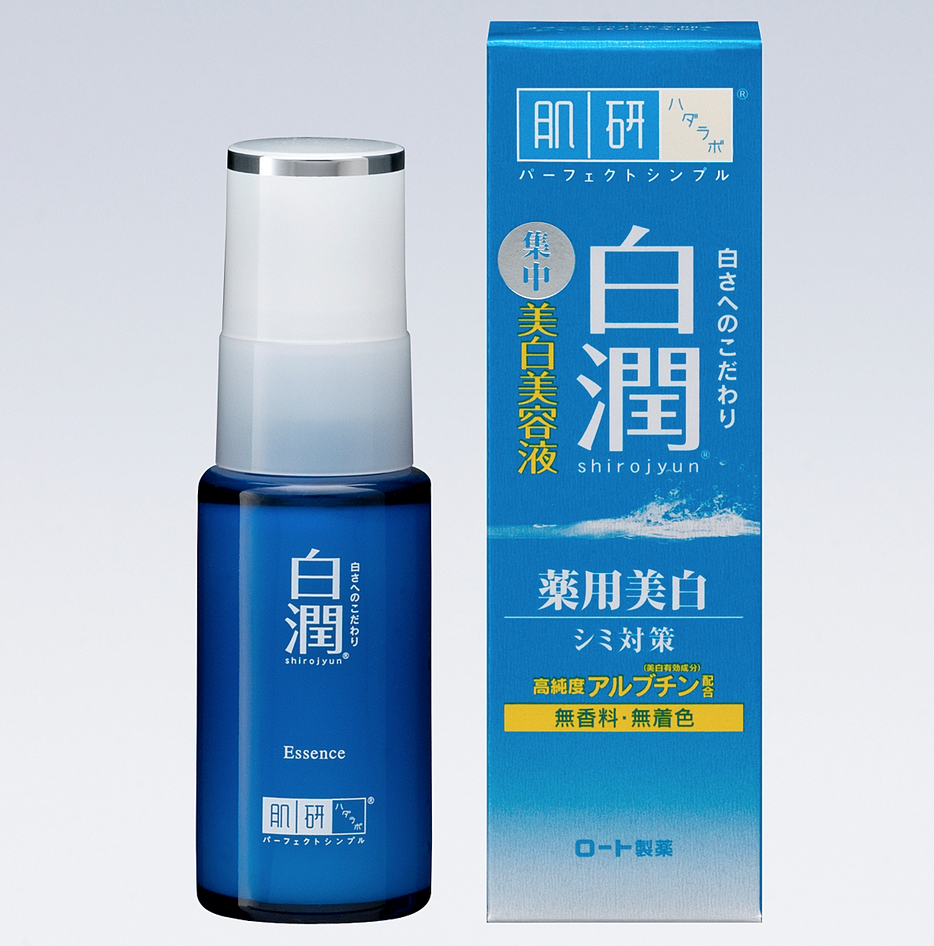 白潤
白さへのこだわり
shirojyun®
Essence
肌研
ハダラボ
®
パーフェクトシンプル
肌研
ハダラボ
®
パーフェクトシンプル
集中
美白美容液
白潤
白さへのこだわり
shirojyun®
薬用美白
シミ対策
(美白有効成分)
高純度アルブチン配合
無香料・無着色
ロート製薬